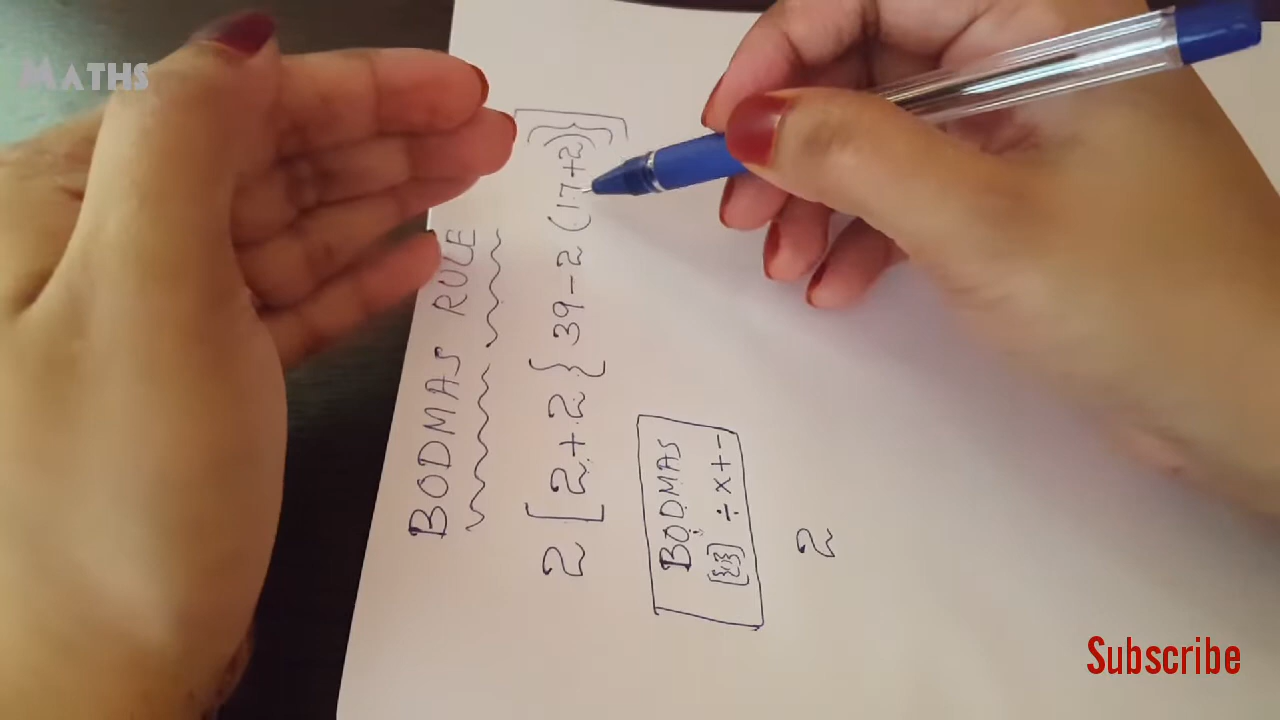 MATHS
BODMAS RULE
2[2+2}39-2(17+2)}]
BODMAS
[{}] ÷×+-
2
Subscribe